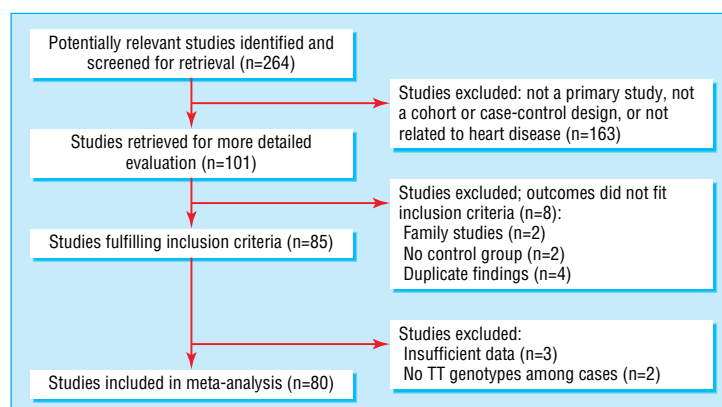 Potentially relevant studies identified and
screened for retrieval (n=264)
Studies excluded: not a primary study, not
a cohort or case-control design, or not
related to heart disease (n=163)
Studies retrieved for more detailed
evaluation (n=101)
Studies excluded; outcomes did not fit
inclusion criteria (n=8):
Family studies (n=2)
No control group (n=2)
Duplicate findings (n=4)
Studies fulfilling inclusion criteria (n=85)
Studies excluded:
Insufficient data (n=3)
No TT genotypes among cases (n=2)
Studies included in meta-analysis (n=80)